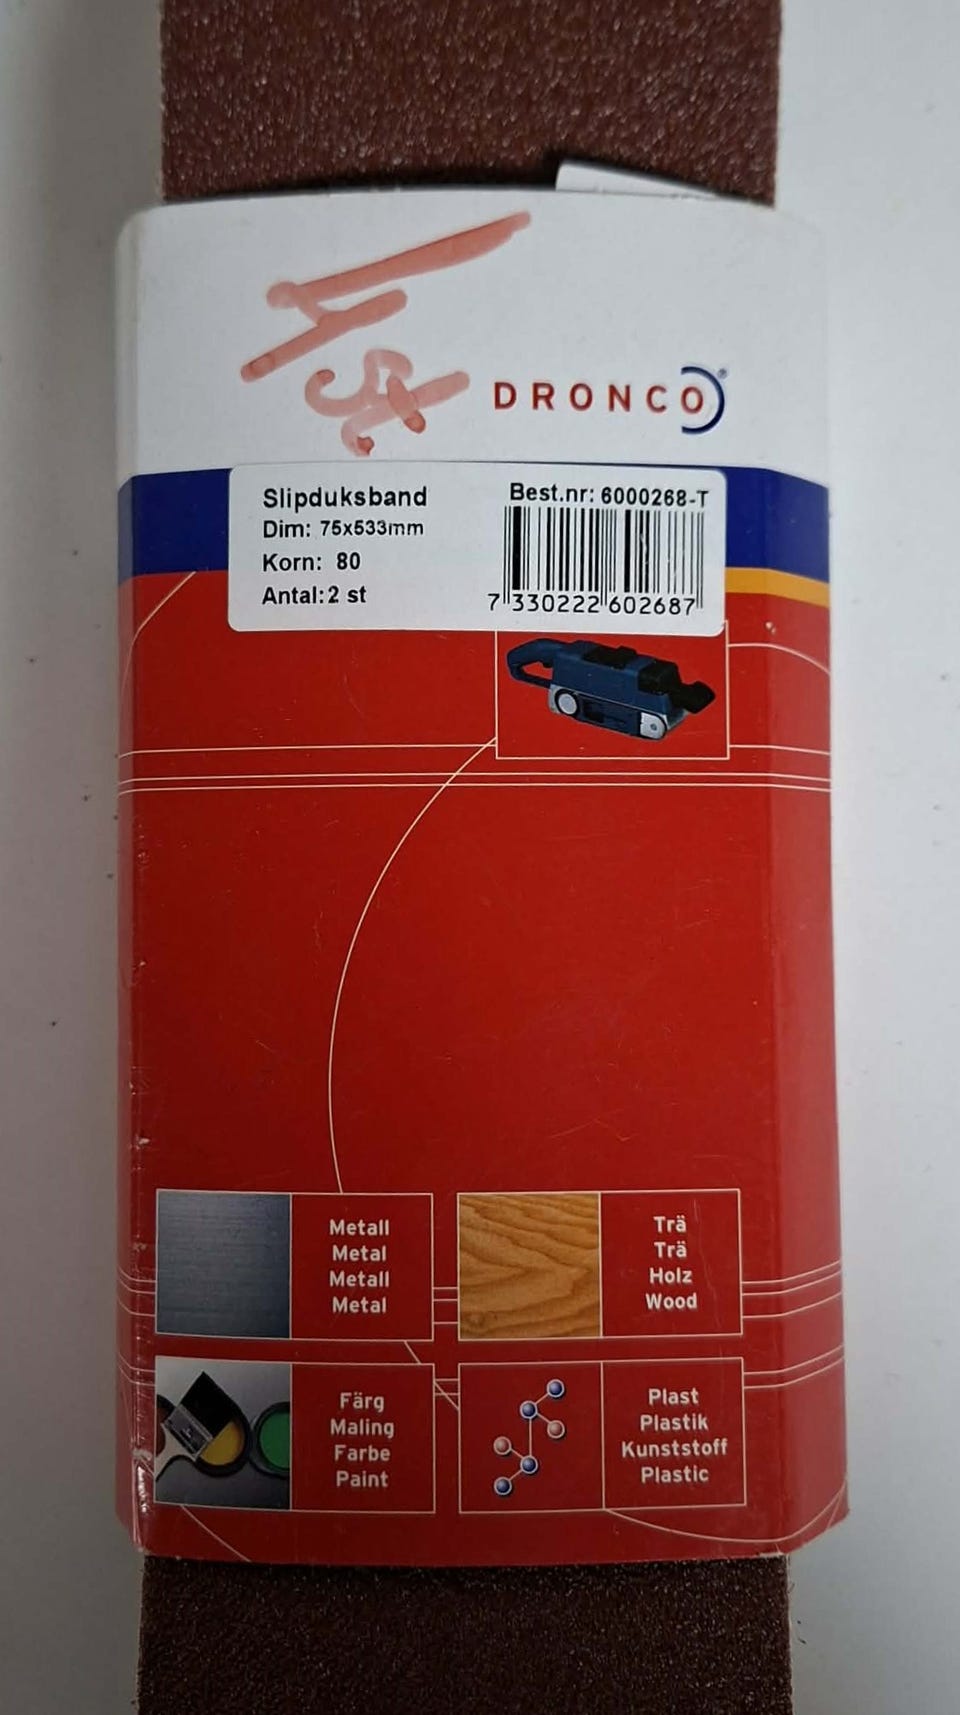 4 st
DRONCO®
Slipduksband
Best.nr: 6000268-T
Dim: 75x533mm
Korn: 80
Antal: 2 st
7 330222 602687
Metall
Metal
Metall
Metal
Trä
Trä
Holz
Wood
Färg
Maling
Farbe
Paint
Plast
Plastik
Kunststoff
Plastic